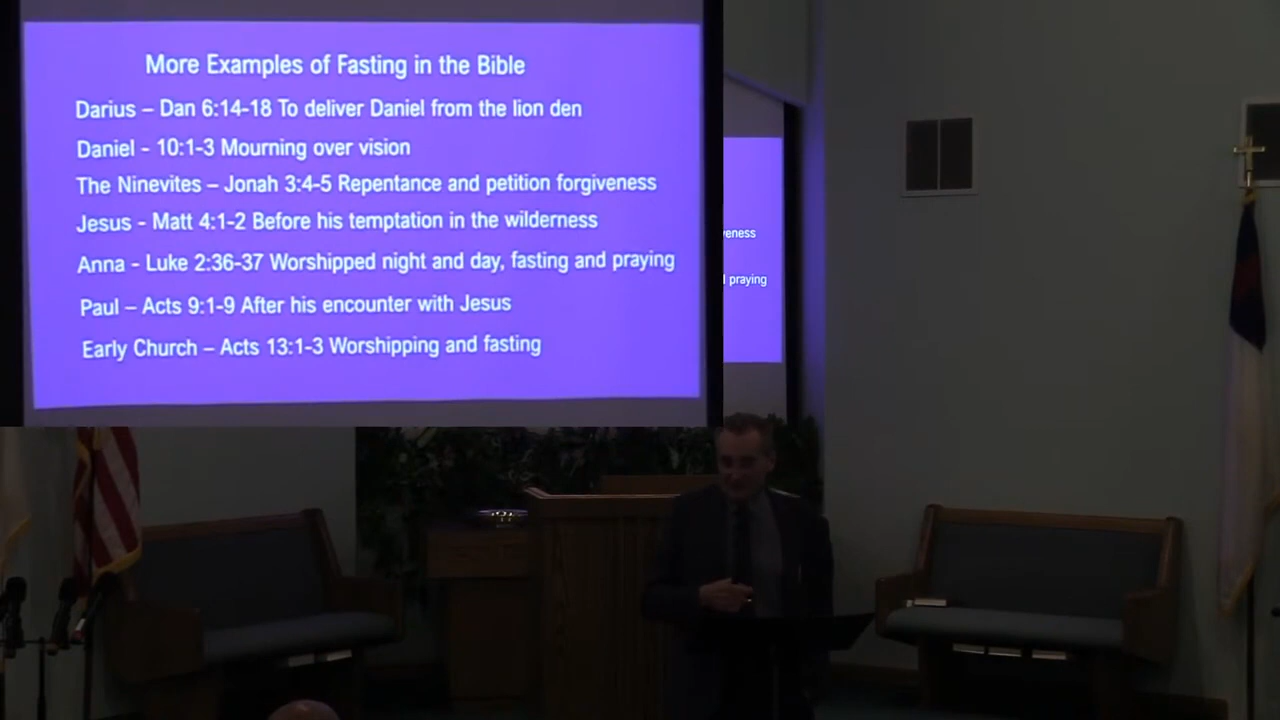 More Examples of Fasting in the Bible
Darius – Dan 6:14-18 To deliver Daniel from the lion den
Daniel - 10:1-3 Mourning over vision
The Ninevites – Jonah 3:4-5 Repentance and petition forgiveness
Jesus - Matt 4:1-2 Before his temptation in the wilderness
Anna - Luke 2:36-37 Worshipped night and day, fasting and praying
Paul – Acts 9:1-9 After his encounter with Jesus
Early Church – Acts 13:1-3 Worshipping and fasting
veness
praying